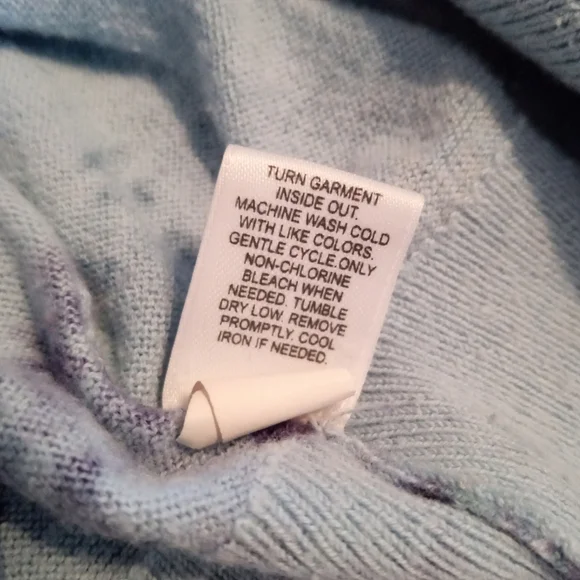 TURN GARMENT
INSIDE OUT.
MACHINE WASH COLD
WITH LIKE COLORS.
GENTLE CYCLE.ONLY
NON-CHLORINE
BLEACH WHEN
NEEDED. TUMBLE
DRY LOW. REMOVE
PROMPTLY. COOL
IRON IF NEEDED.